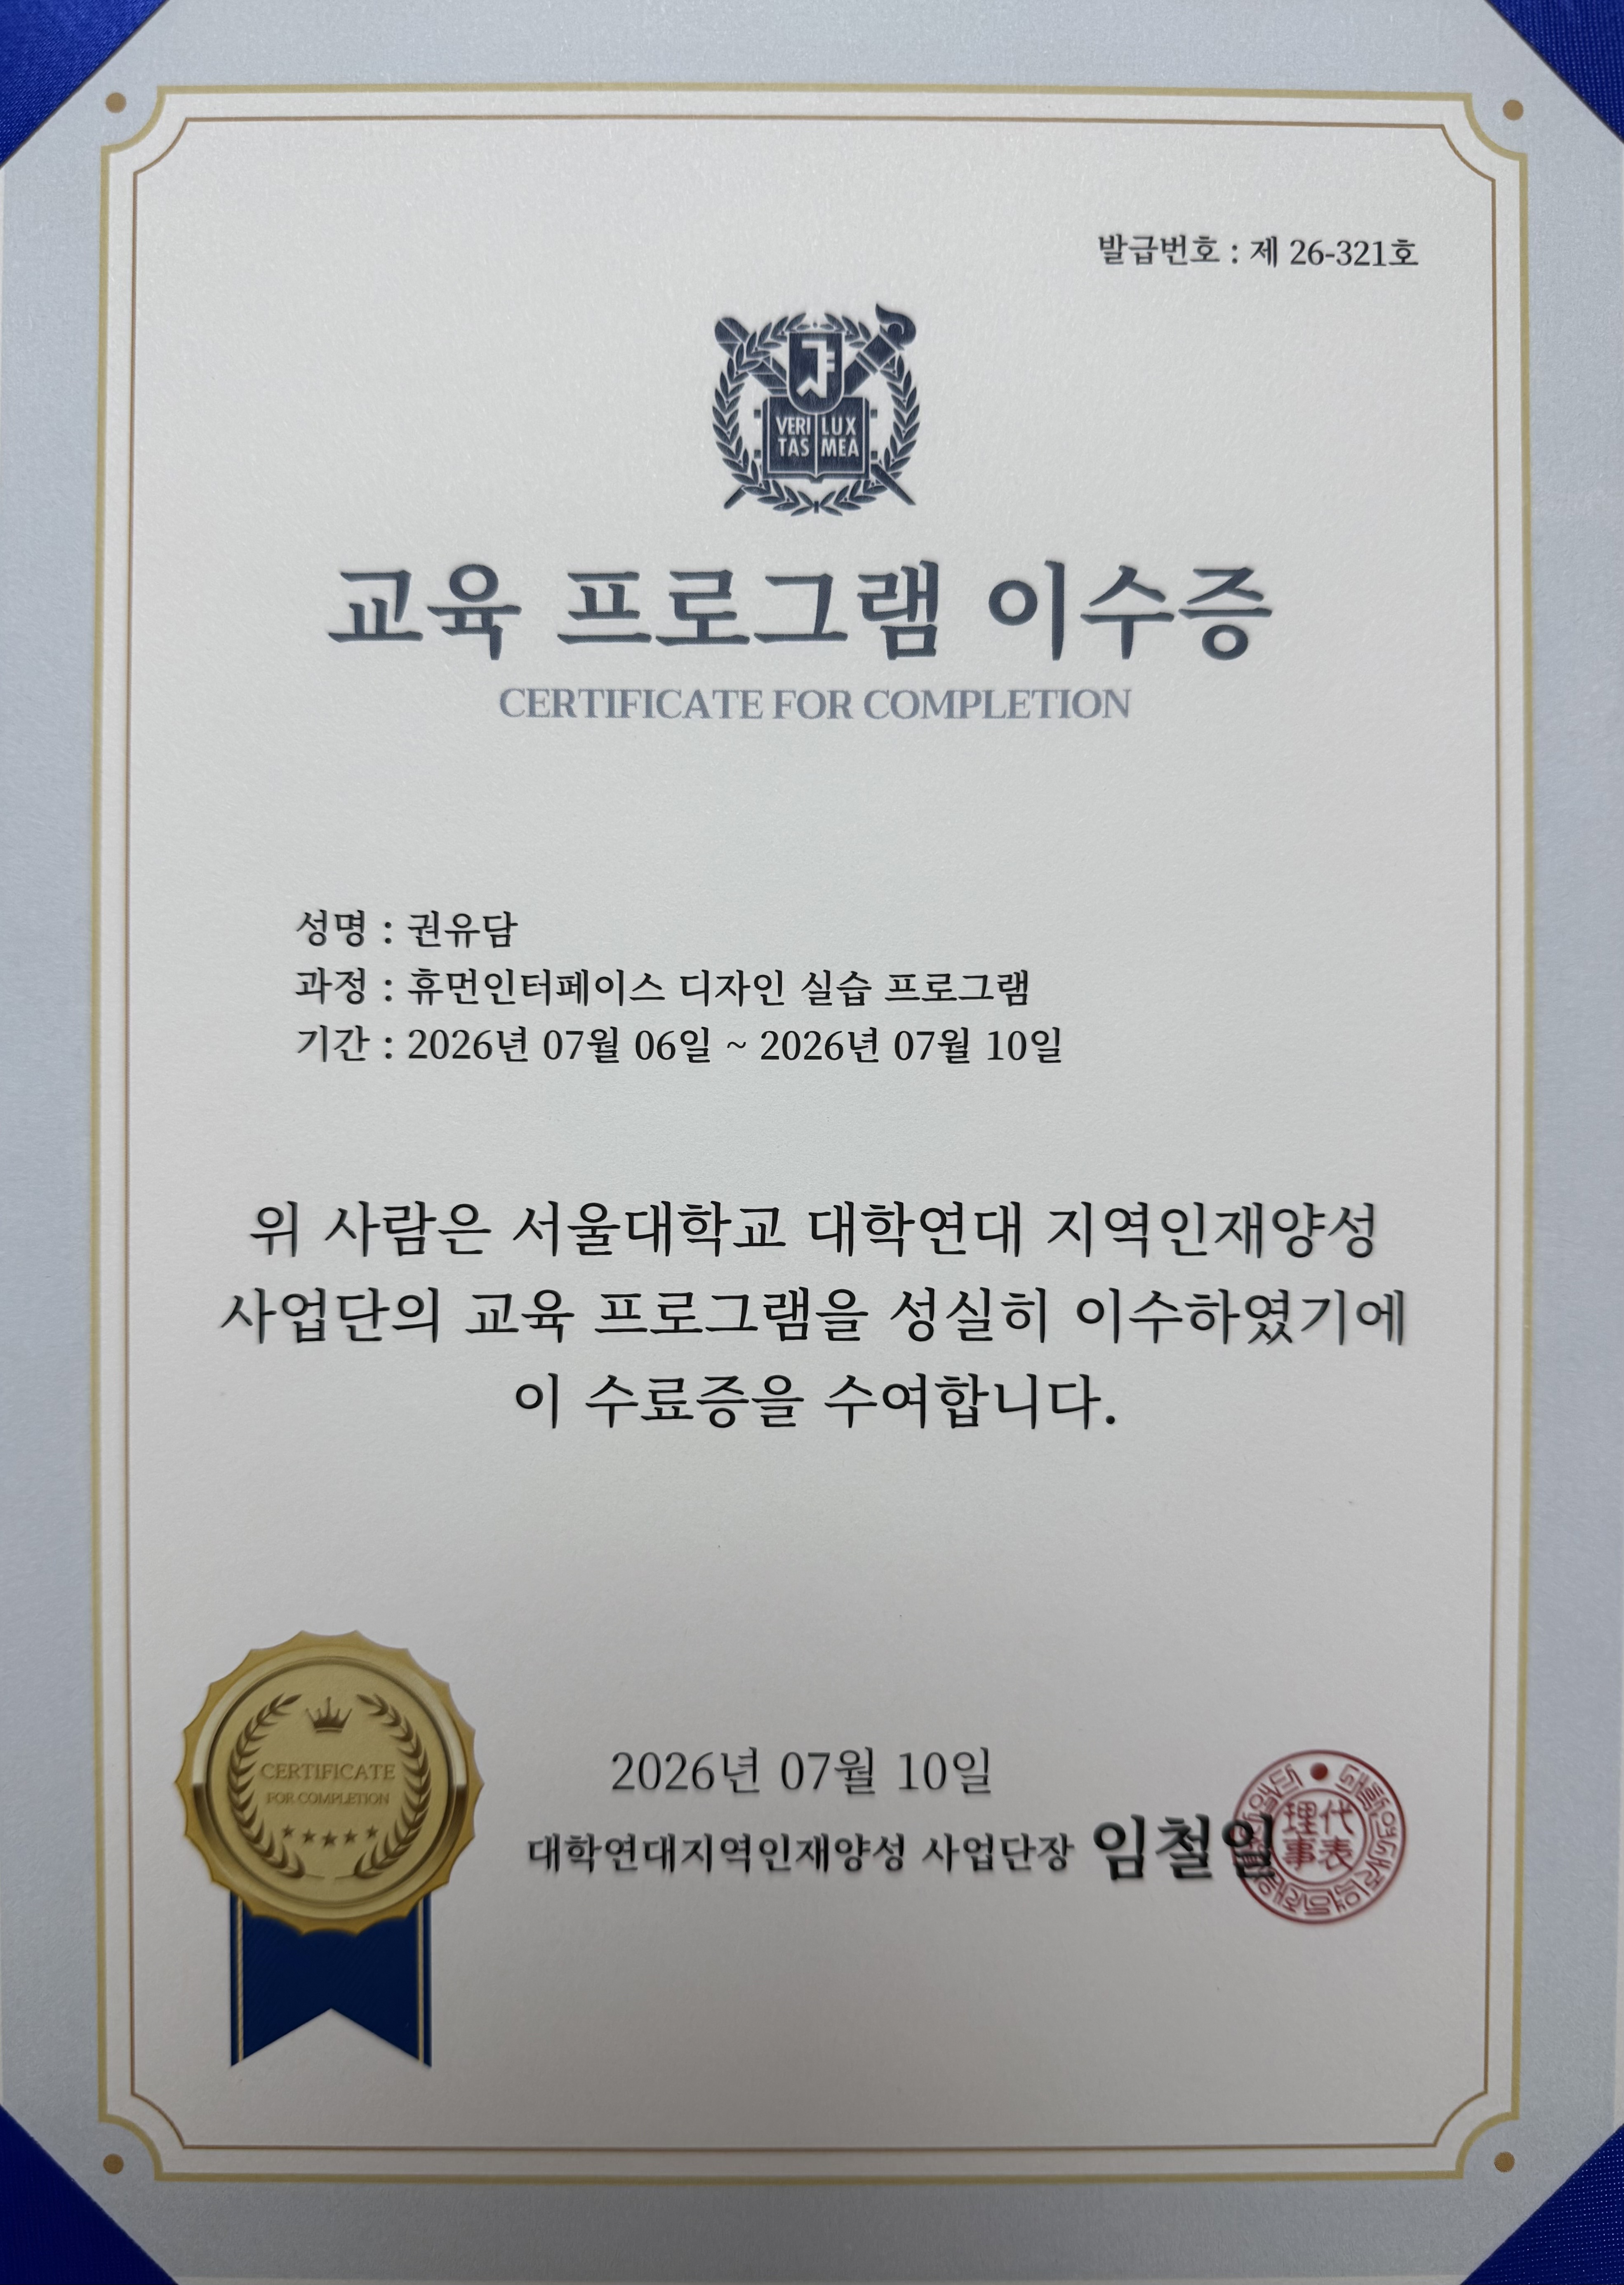 발급번호 : 제 26-321호
VERI LUX
TAS MEA
교육 프로그램 이수증
CERTIFICATE FOR COMPLETION
성명 : 권유담
과정 : 휴먼인터페이스 디자인 실습 프로그램
기간 : 2026년 07월 06일 ~ 2026년 07월 10일
위 사람은 서울대학교 대학연대 지역인재양성
사업단의 교육 프로그램을 성실히 이수하였기에
이 수료증을 수여합니다.
CERTIFICATE
FOR COMPLETION
2026년 07월 10일
대학연대지역인재양성 사업단장 임철일
代表理事